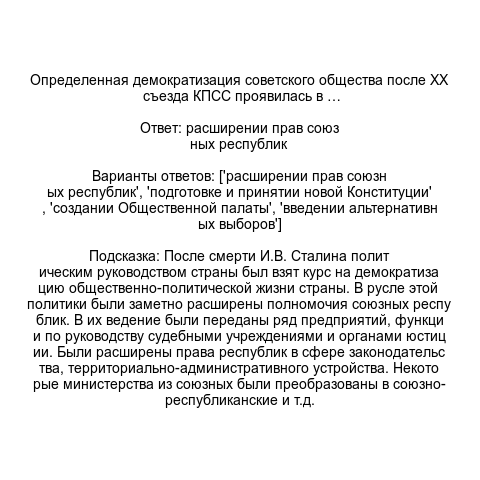 Определенная демократизация советского общества после XX
съезда КПСС проявилась в …
Ответ: расширении прав союз
ных республик
Варианты ответов: ['расширении прав союзн
ых республик', 'подготовке и принятии новой Конституции'
, 'создании Общественной палаты', 'введении альтернативн
ых выборов']
Подсказка: После смерти И.В. Сталина полит
ическим руководством страны был взят курс на демократиза
цию общественно-политической жизни страны. В русле этой
политики были заметно расширены полномочия союзных респу
блик. В их ведение были переданы ряд предприятий, функци
и по руководству судебными учреждениями и органами юстиц
ии. Были расширены права республик в сфере законодательс
тва, территориально-административного устройства. Некото
рые министерства из союзных были преобразованы в союзно-
республиканские и т.д.